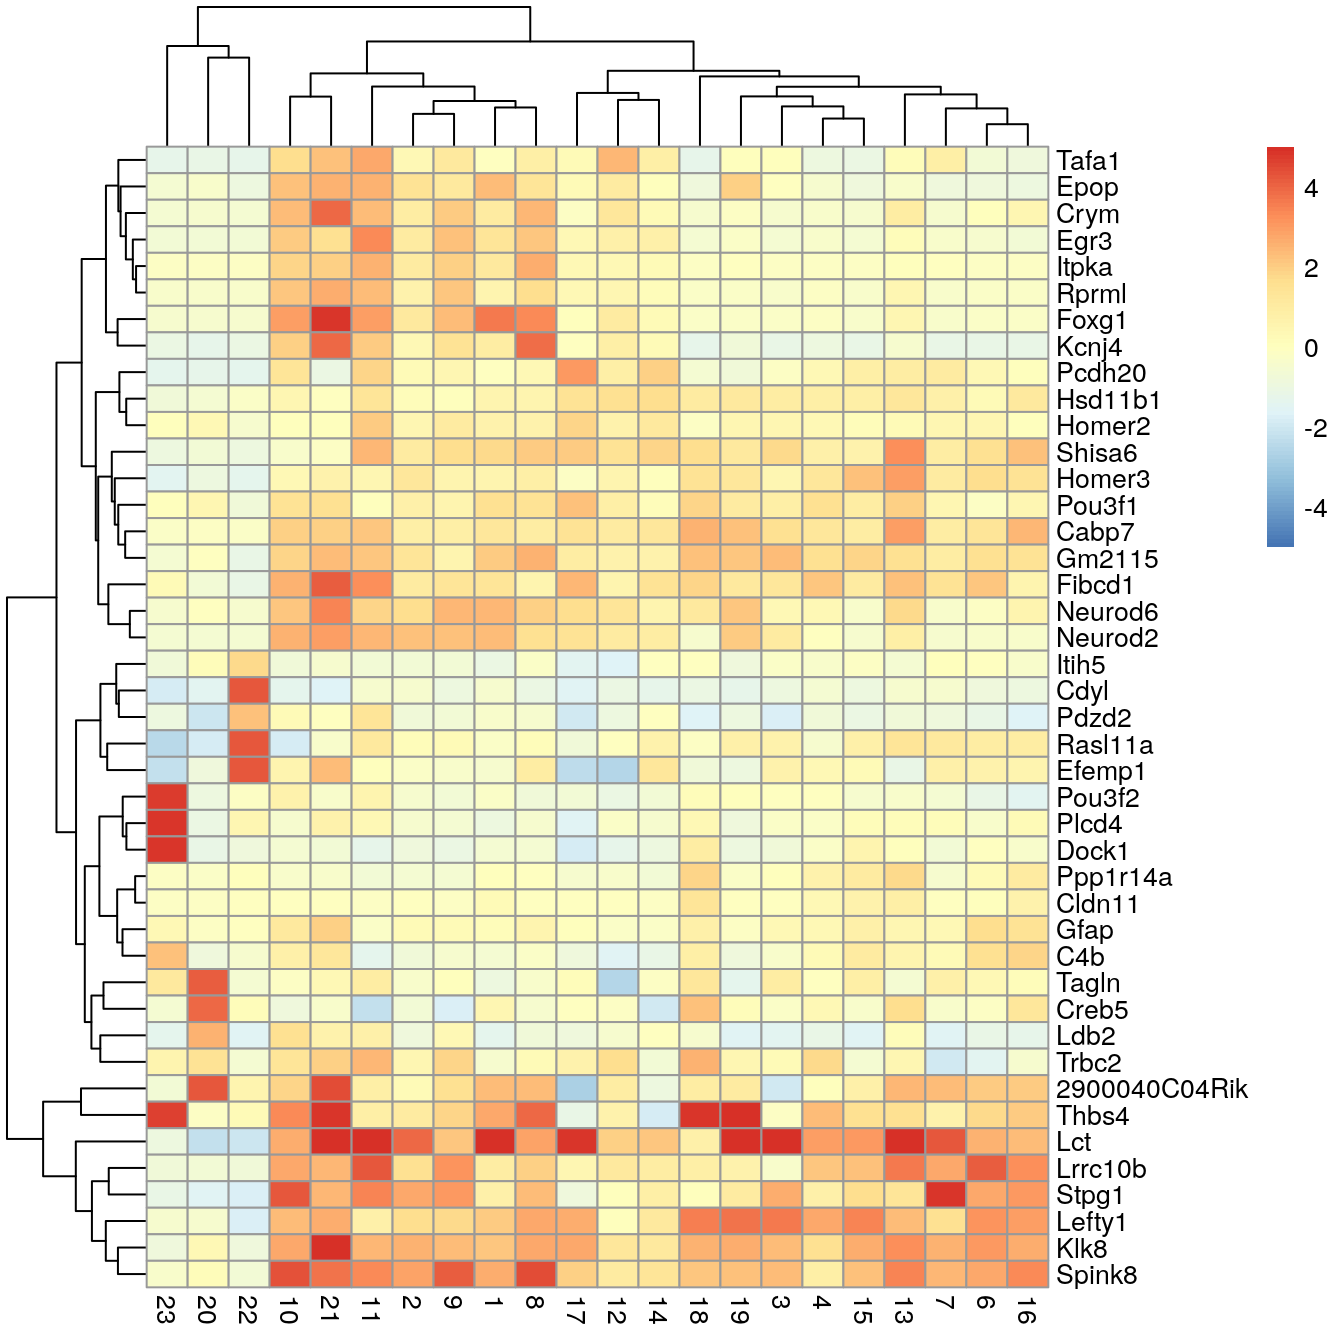 Tafa1
Epop
Crym
Egr3
Itpka
Rprml
Foxg1
Kcnj4
Pcdh20
Hsd11b1
Homer2
Shisa6
Homer3
Pou3f1
Cabp7
Gm2115
Fibcd1
Neurod6
Neurod2
Itih5
Cdyl
Pdzd2
Rasl11a
Efemp1
Pou3f2
Plcd4
Dock1
Ppp1r14a
Cldn11
Gfap
C4b
Tagln
Creb5
Ldb2
Trbc2
2900040C04Rik
Thbs4
Lct
Lrrc10b
Stpg1
Lefty1
Klk8
Spink8
23 20 22 10 21 11 2 9 1 8 17 12 14 18 19 3 4 15 13 7 6 16
4
2
0
-2
-4